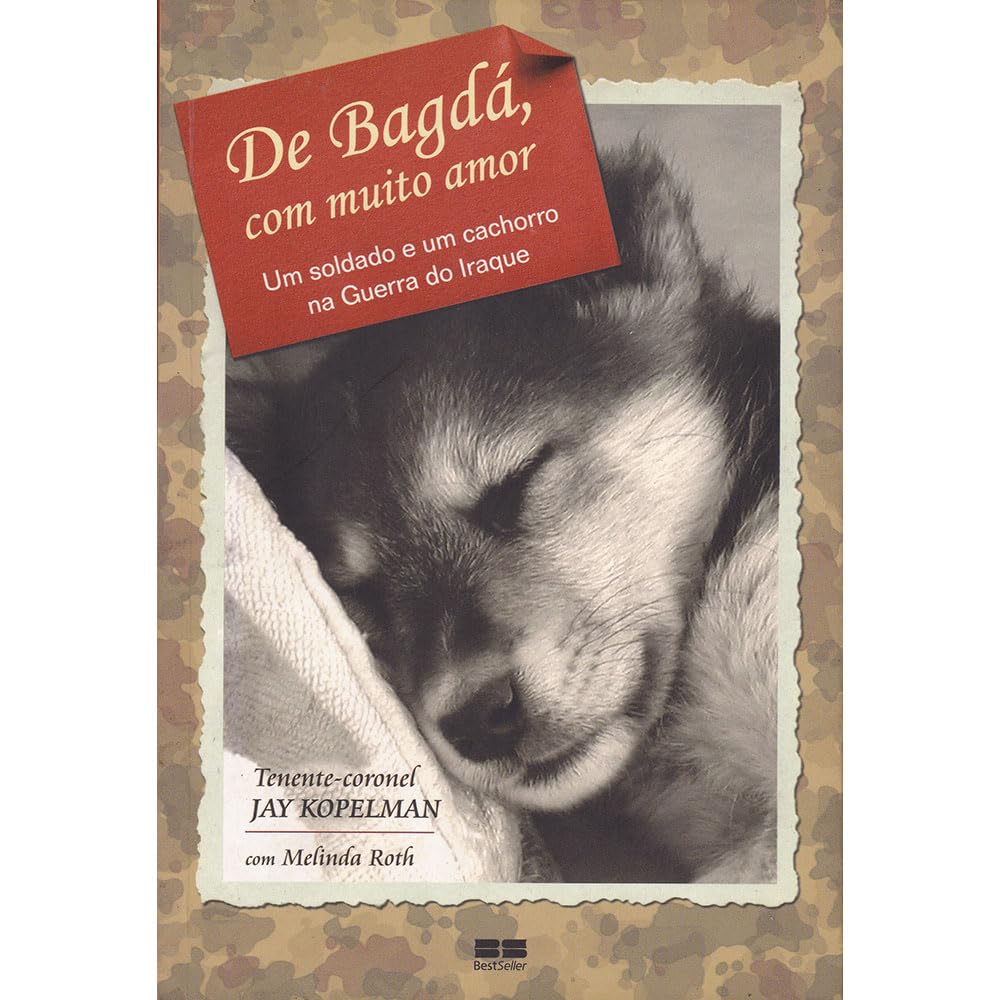 De Bagdá,
com muito amor
Um soldado e um cachorro
na Guerra do Iraque
Tenente-coronel
JAY KOPELMAN
com Melinda Roth
BS
BestSeller